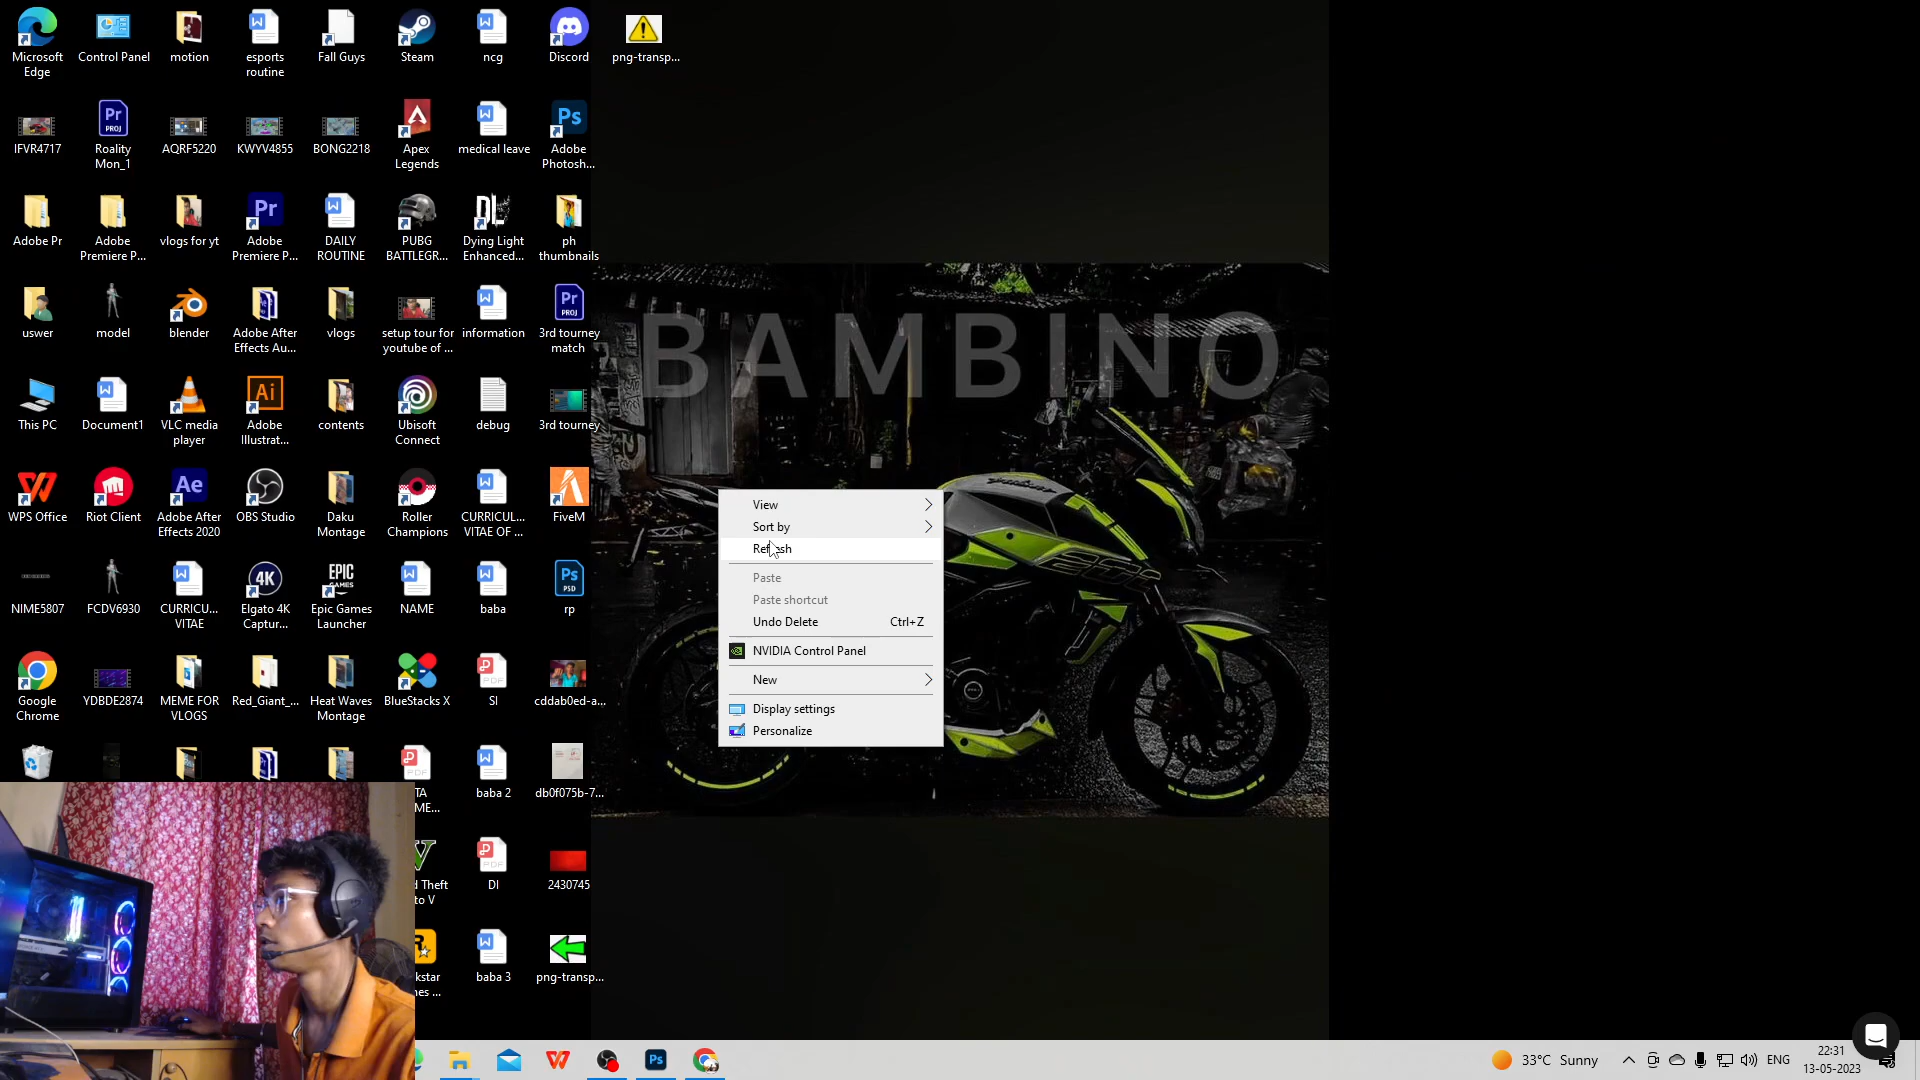 Microsoft
Edge
Control Panel
motion
esports
routine
Fall Guys
Steam
ncg
Discord
png-transp...
IFVR4717
Roality
Mon_1
AQRF5220
KWYV4855
BONG2218
Apex
Legends
medical leave
Adobe
Photosh...
Adobe Pr
Adobe
Premiere P...
vlogs for yt
Adobe
Premiere P...
DAILY
ROUTINE
PUBG
BATTLEGR...
Dying Light
Enhanced...
ph
thumbnails
uswer
model
blender
Adobe After
Effects Au...
vlogs
setup tour for
youtube of ...
information
3rd tourney
match
BAMBINO
This PC
Document1
VLC media
player
Adobe
Illustrat...
contents
Ubisoft
Connect
debug
3rd tourney
WPS Office
Riot Client
Adobe After
Effects 2020
OBS Studio
Daku
Montage
Roller
Champions
CURRICUL...
VITAE OF ...
FiveM
NIME5807
FCDV6930
CURRICU...
VITAE
Elgato 4K
Captur...
Epic Games
Launcher
NAME
baba
rp
Google
Chrome
YDBDE2874
MEME FOR
VLOGS
Red_Giant_...
Heat Waves
Montage
BlueStacks X
SI
cddab0ed-a...
baba 2
db0f075b-7...
DI
2430745
baba 3
png-transp...
View
Sort by
Refresh
Paste
Paste shortcut
Undo Delete Ctrl+Z
NVIDIA Control Panel
New
Display settings
Personalize
33°C Sunny
ENG
22:31
13-05-2023